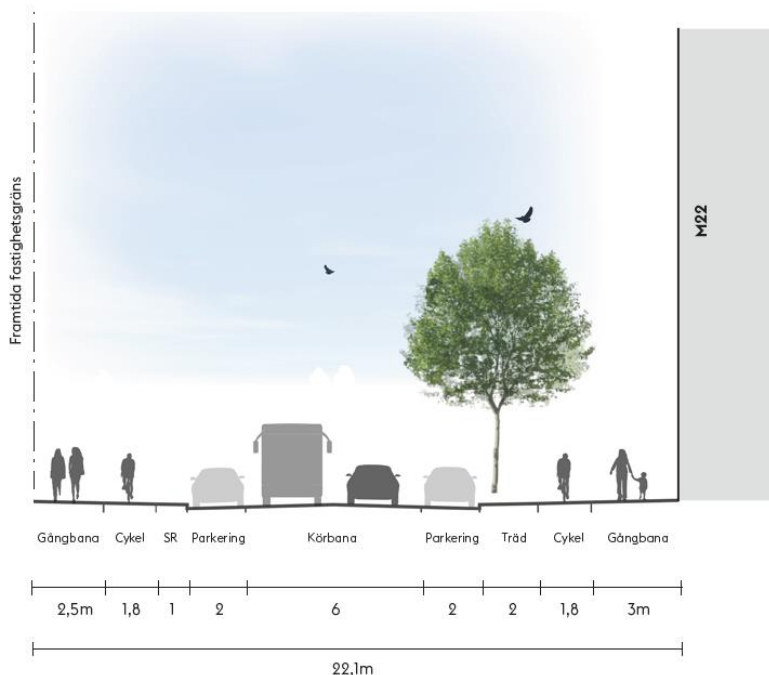 Framtida fastighetsgräns
M22
Gångbana Cykel SR Parkering Körbana Parkering Träd Cykel Gångbana
2,5m 1,8 1 2 6 2 2 1,8 3m
22,1m